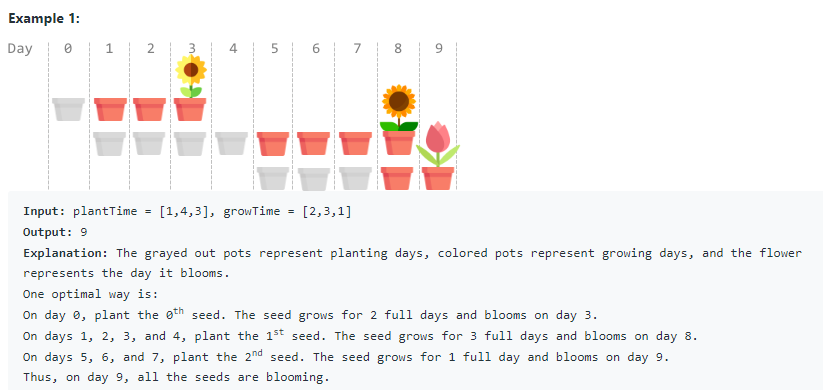 Example 1:
Day 0 1 2 3 4 5 6 7 8 9
Input: plantTime = [1,4,3], growTime = [2,3,1]
Output: 9
Explanation: The grayed out pots represent planting days, colored pots represent growing days, and the flower
represents the day it blooms.
One optimal way is:
On day 0, plant the 0th seed. The seed grows for 2 full days and blooms on day 3.
On days 1, 2, 3, and 4, plant the 1st seed. The seed grows for 3 full days and blooms on day 8.
On days 5, 6, and 7, plant the 2nd seed. The seed grows for 1 full day and blooms on day 9.
Thus, on day 9, all the seeds are blooming.